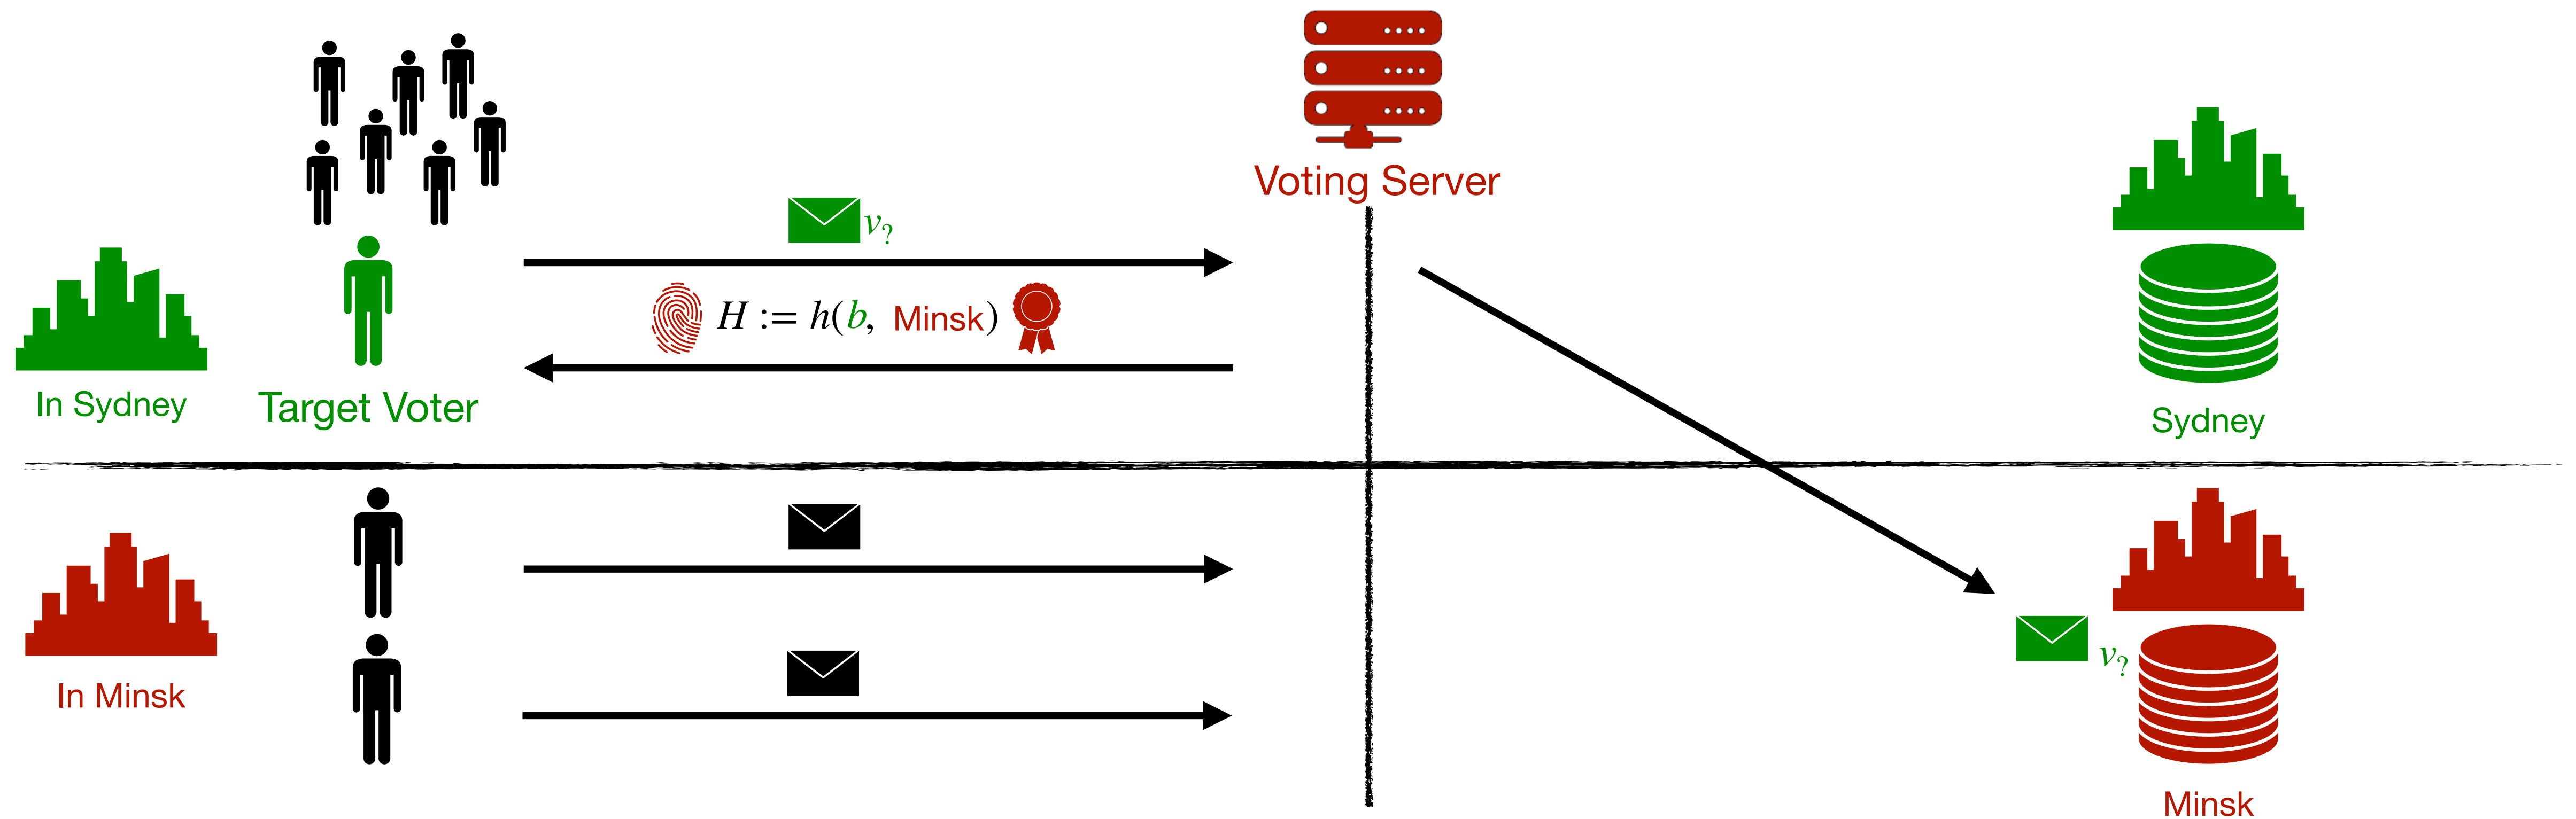 Voting Server
v?
H := h(b, Minsk)
In Sydney
Target Voter
Sydney
In Minsk
v?
Minsk